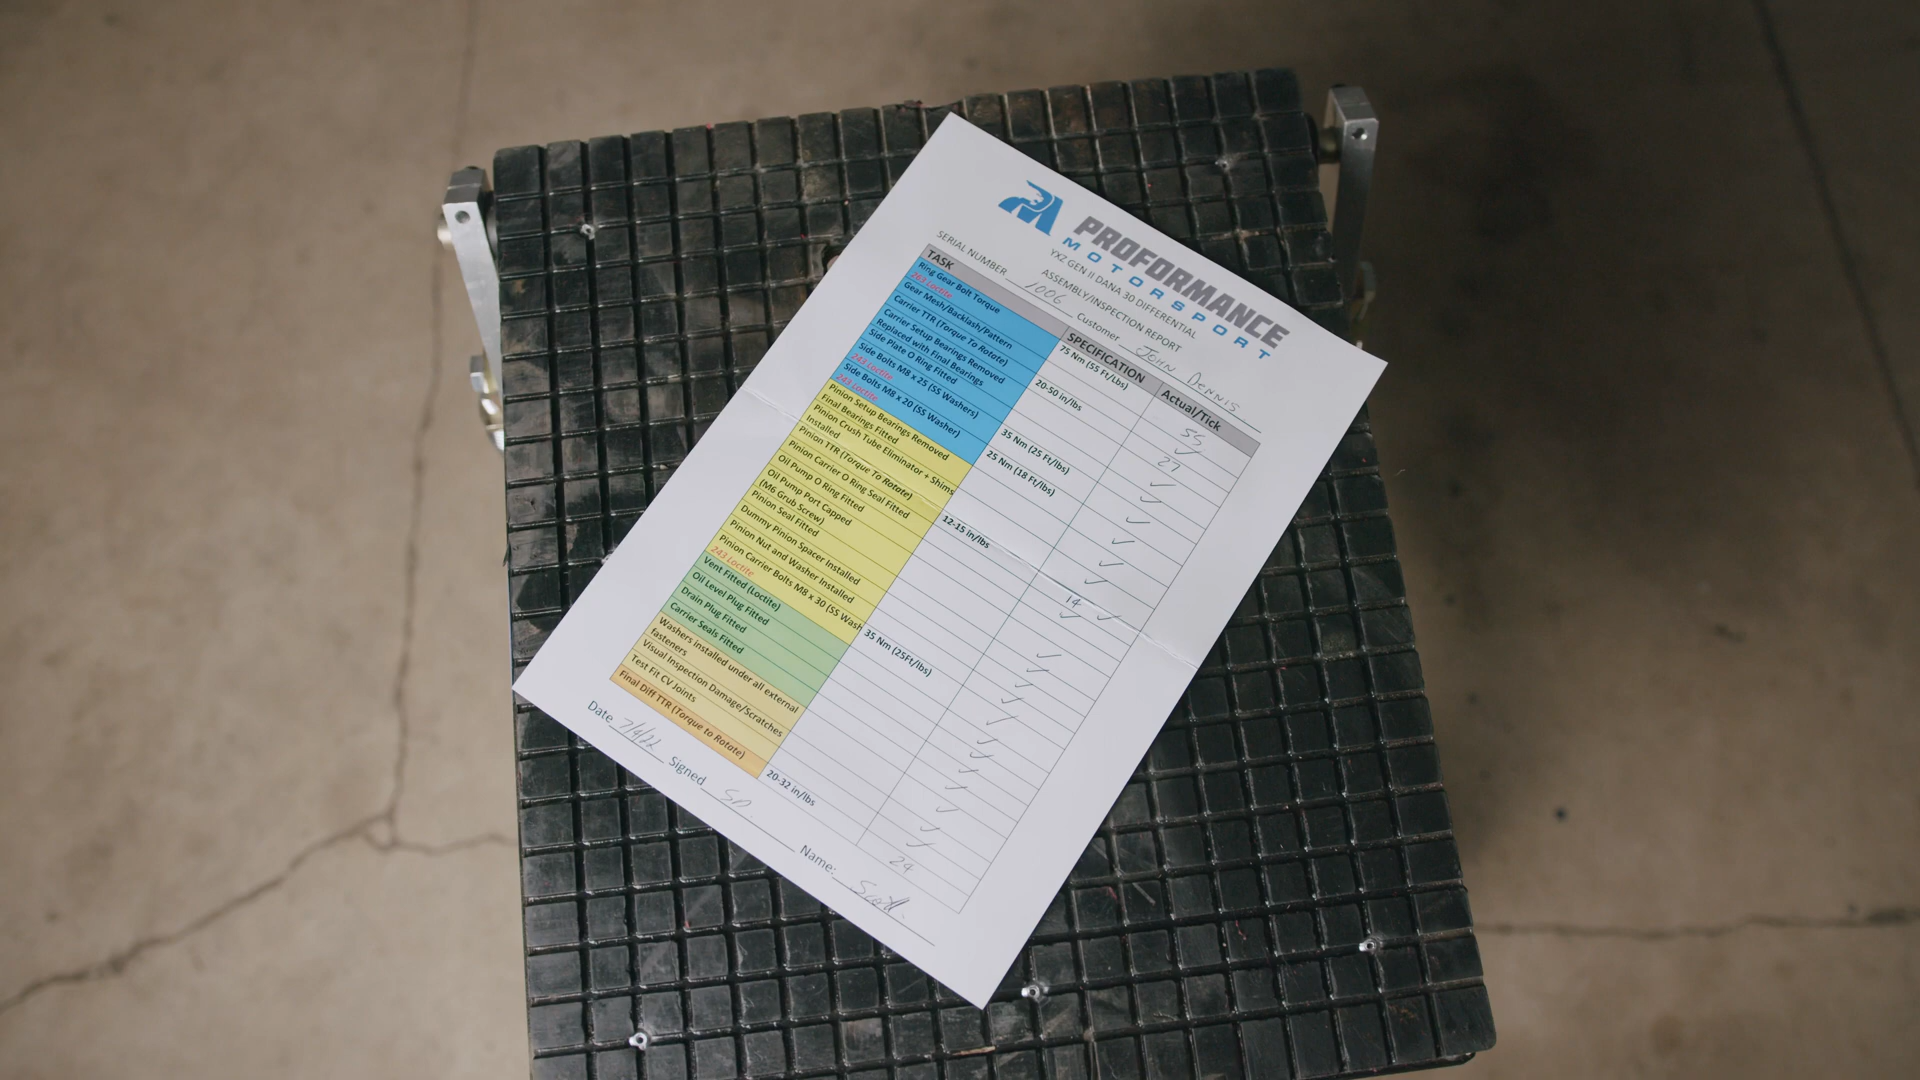 PROFORMANCE
MOTORSPORT
YXZ GEN II DANA 30 DIFFERENTIAL
ASSEMBLY/INSPECTION REPORT
SERIAL NUMBER 1006 Customer JOHN DENNIS
TASK SPECIFICATION Actual/Tick
Ring Gear Bolt Torque 75 Nm (55 Ft/Lbs) 55
243 Loctite ✓
Gear Mesh/Backlash/Pattern
Carrier TTR (Torque To Rotate) 20-50 in/lbs 27
Carrier Setup Bearings Removed ✓
Replaced with Final Bearings ✓
Side Plate O Ring Fitted ✓
Side Bolts M8 x 25 (SS Washers) 35 Nm (25 Ft/lbs) ✓
243 Loctite
Side Bolts M8 x 20 (SS Washer) 25 Nm (18 Ft/lbs) ✓
243 Loctite
Pinion Setup Bearings Removed ✓
Final Bearings Fitted
Pinion Crush Tube Eliminator + Shims ✓
Installed
Pinion TTR (Torque To Rotate) 12-15 in/lbs 14
Pinion Carrier O Ring Seal Fitted ✓
Oil Pump O Ring Fitted ✓
Oil Pump Port Capped ✓
(M6 Grub Screw)
Pinion Seal Fitted ✓
Dummy Pinion Spacer Installed ✓
Pinion Nut and Washer Installed ✓
Pinion Carrier Bolts M8 x 30 (SS Wash 35 Nm (25Ft/lbs) ✓
243 Loctite
Vent Fitted (Loctite) ✓
Oil Level Plug Fitted ✓
Drain Plug Fitted ✓
Carrier Seals Fitted ✓
Washers installed under all external ✓
fasteners
Visual Inspection Damage/Scratches ✓
Test Fit CV Joints ✓
Final Diff TTR (Torque to Rotate) 20-32 in/lbs 24
Date 7/4/22 Signed SD Name: Scott